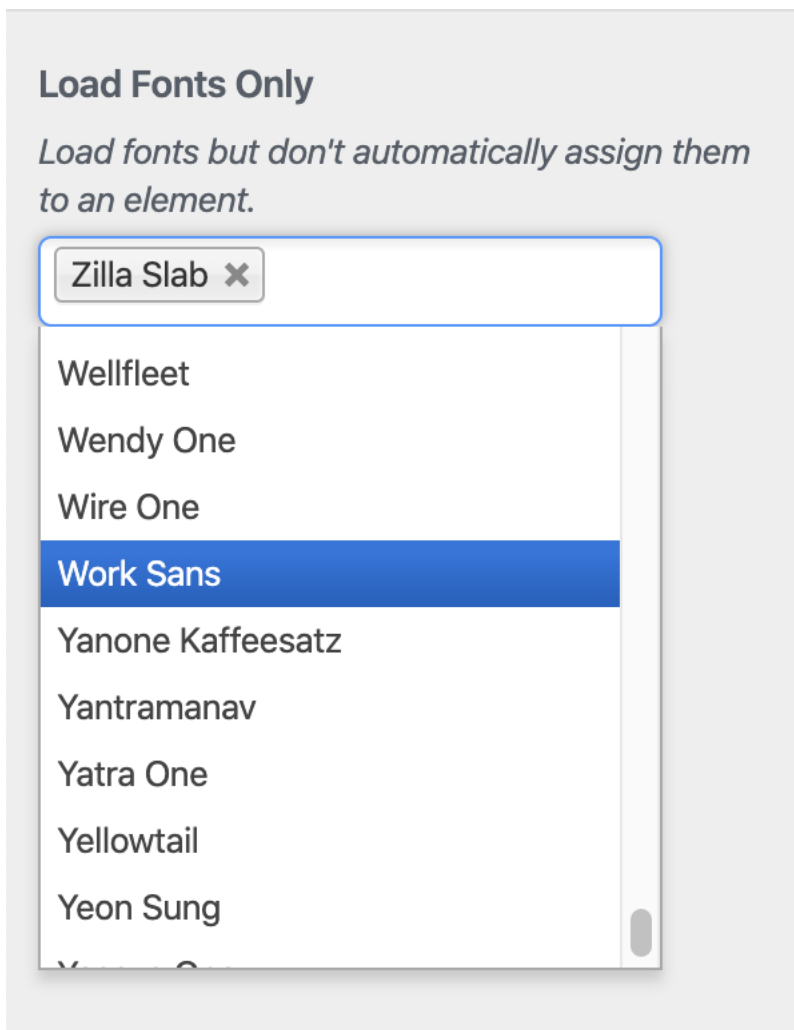 Load Fonts Only
Load fonts but don't automatically assign them
to an element.
Zilla Slab
Wellfleet
Wendy One
Wire One
Work Sans
Yanone Kaffeesatz
Yantramanav
Yatra One
Yellowtail
Yeon Sung